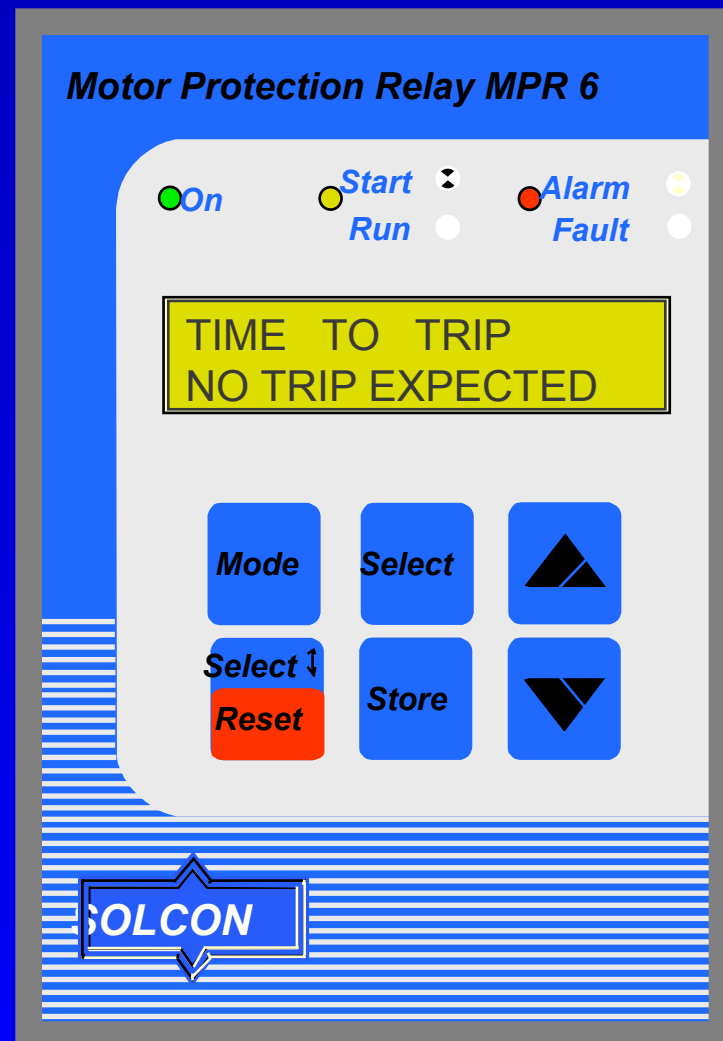 Motor Protection Relay MPR 6
On Start Alarm
Run Fault
TIME TO TRIP
NO TRIP EXPECTED
Mode Select
Select
Reset Store
SOLCON